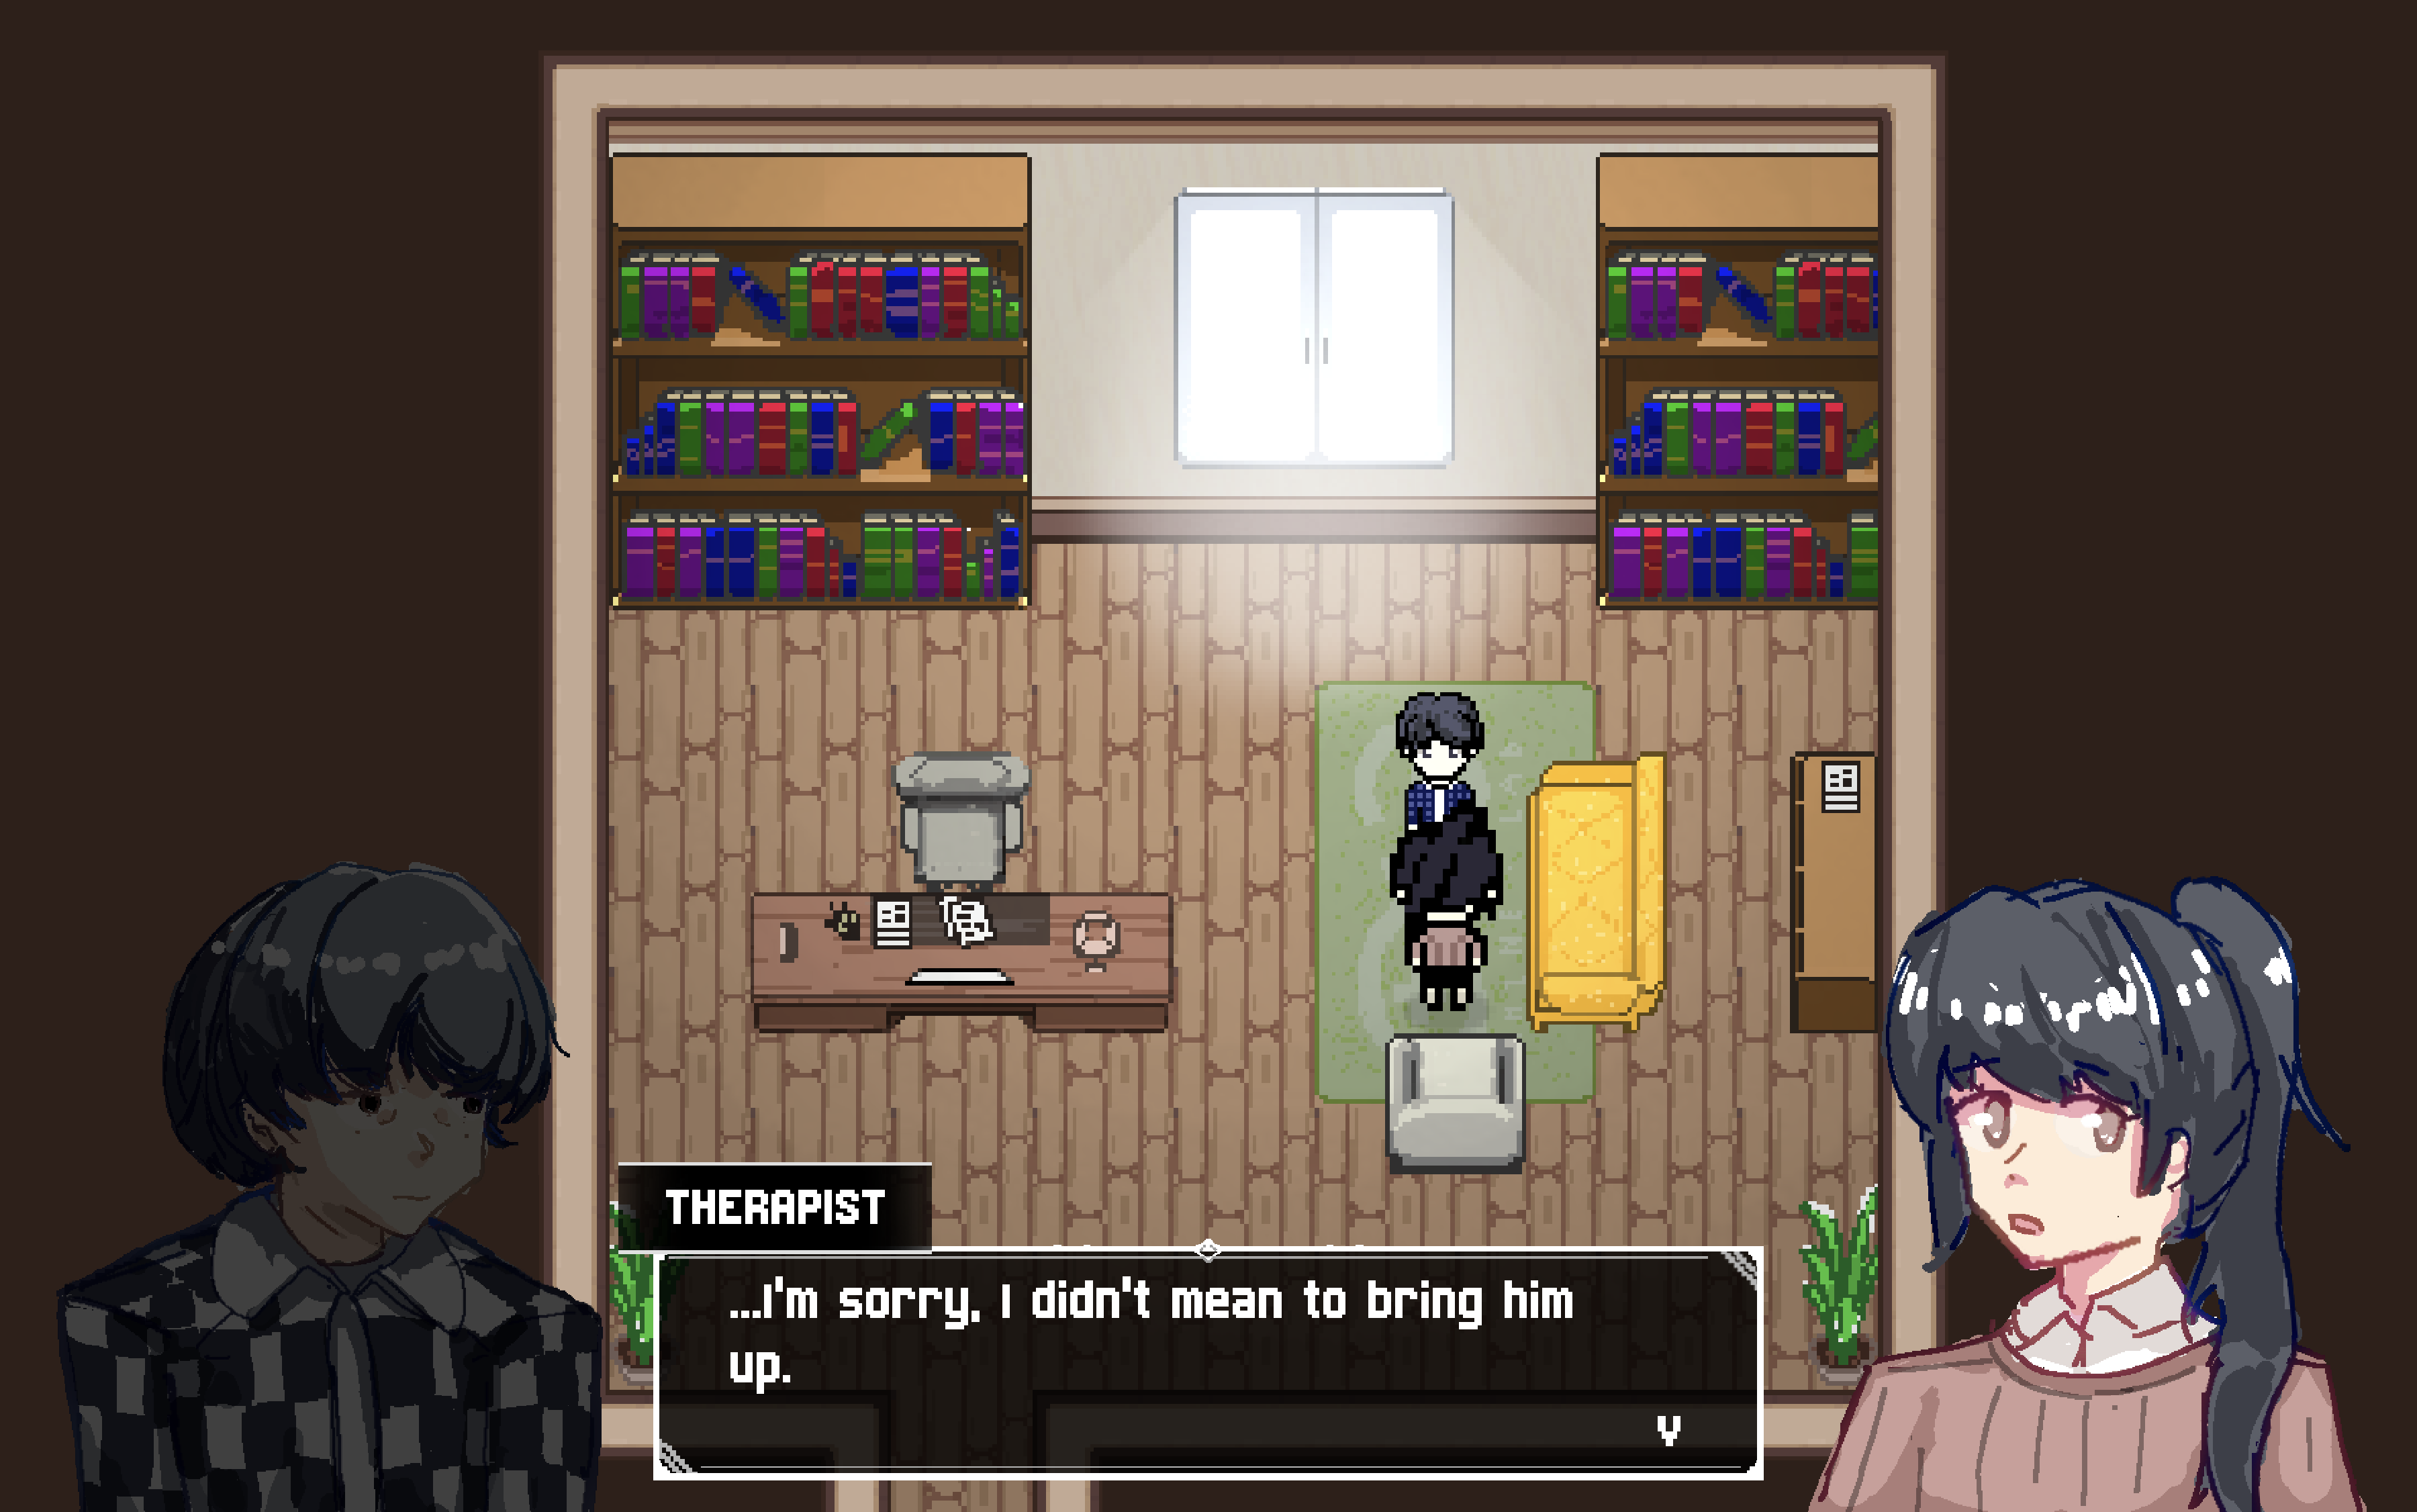 THERAPIST
...I'm sorry, I didn't mean to bring him
up.
V